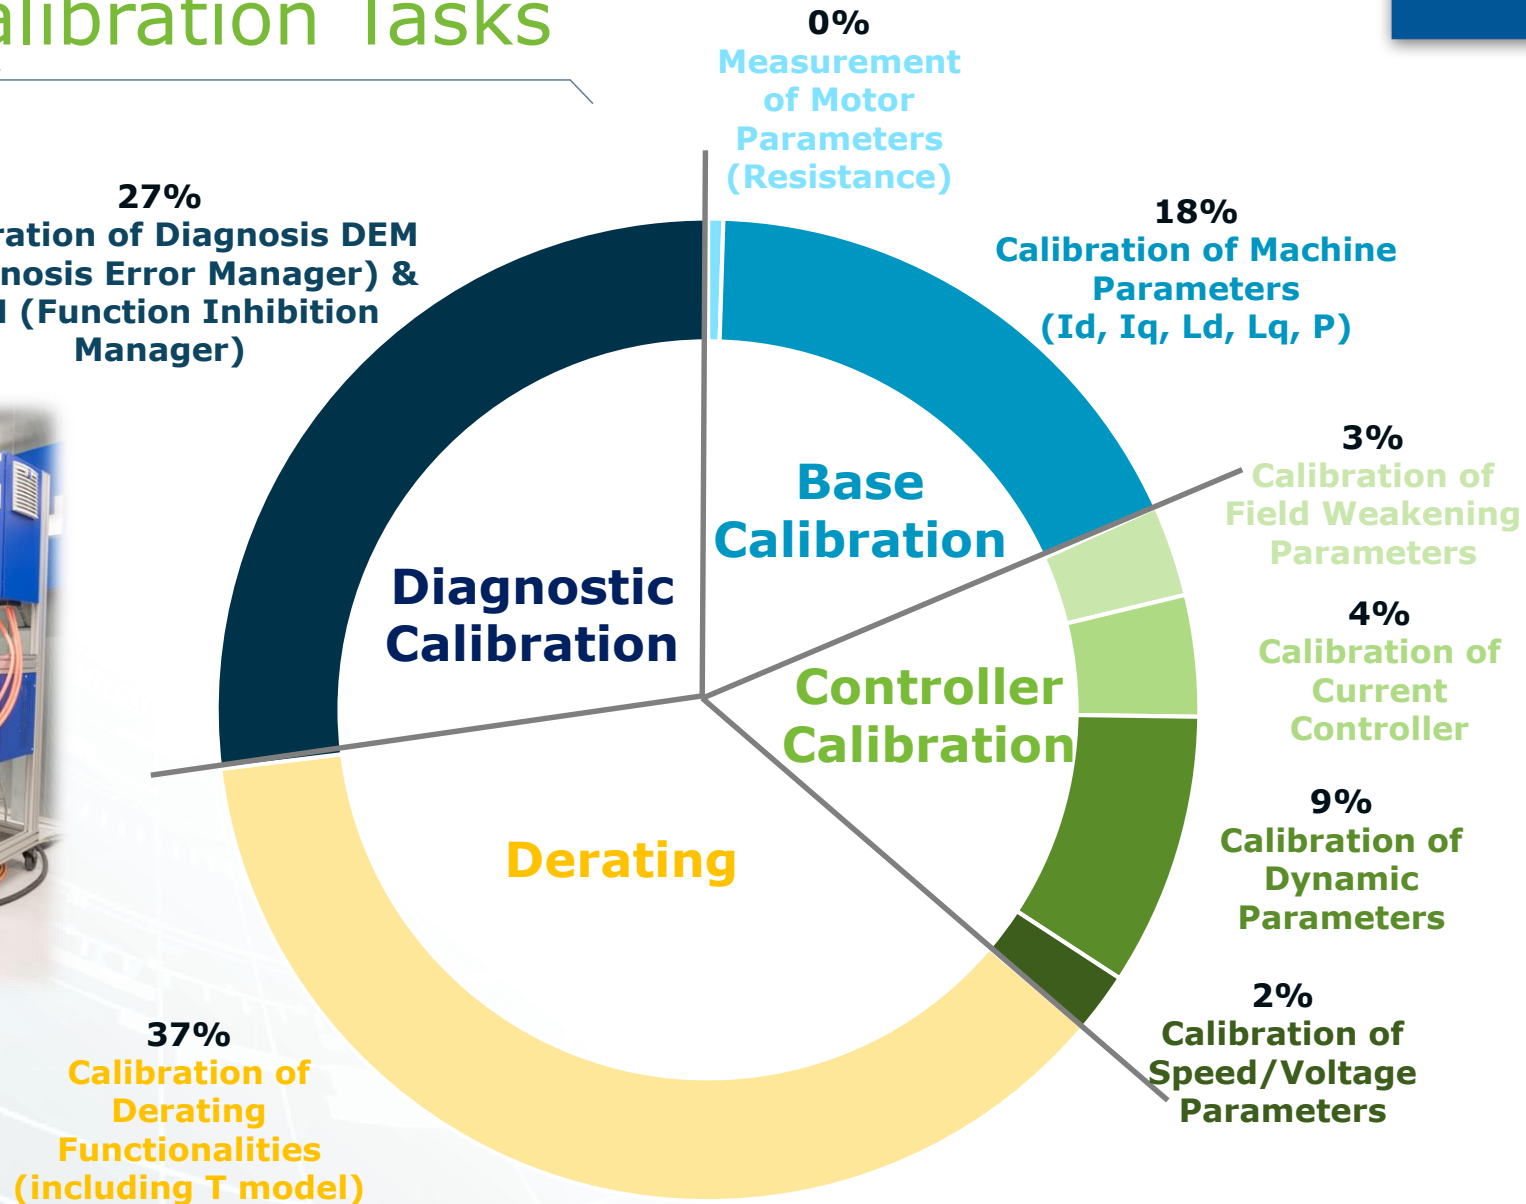 alibration Tasks
0%
Measurement
of Motor
Parameters
(Resistance)
27%
ration of Diagnosis DEM
nosis Error Manager) &
(Function Inhibition
Manager)
18%
Calibration of Machine
Parameters
(Id, Iq, Ld, Lq, P)
3%
Calibration of
Field Weakening
Parameters
4%
Calibration of
Current
Controller
9%
Calibration of
Dynamic
Parameters
2%
Calibration of
Speed/Voltage
Parameters
37%
Calibration of
Derating
Functionalities
(including T model)
Base
Calibration
Diagnostic
Calibration
Controller
Calibration
Derating